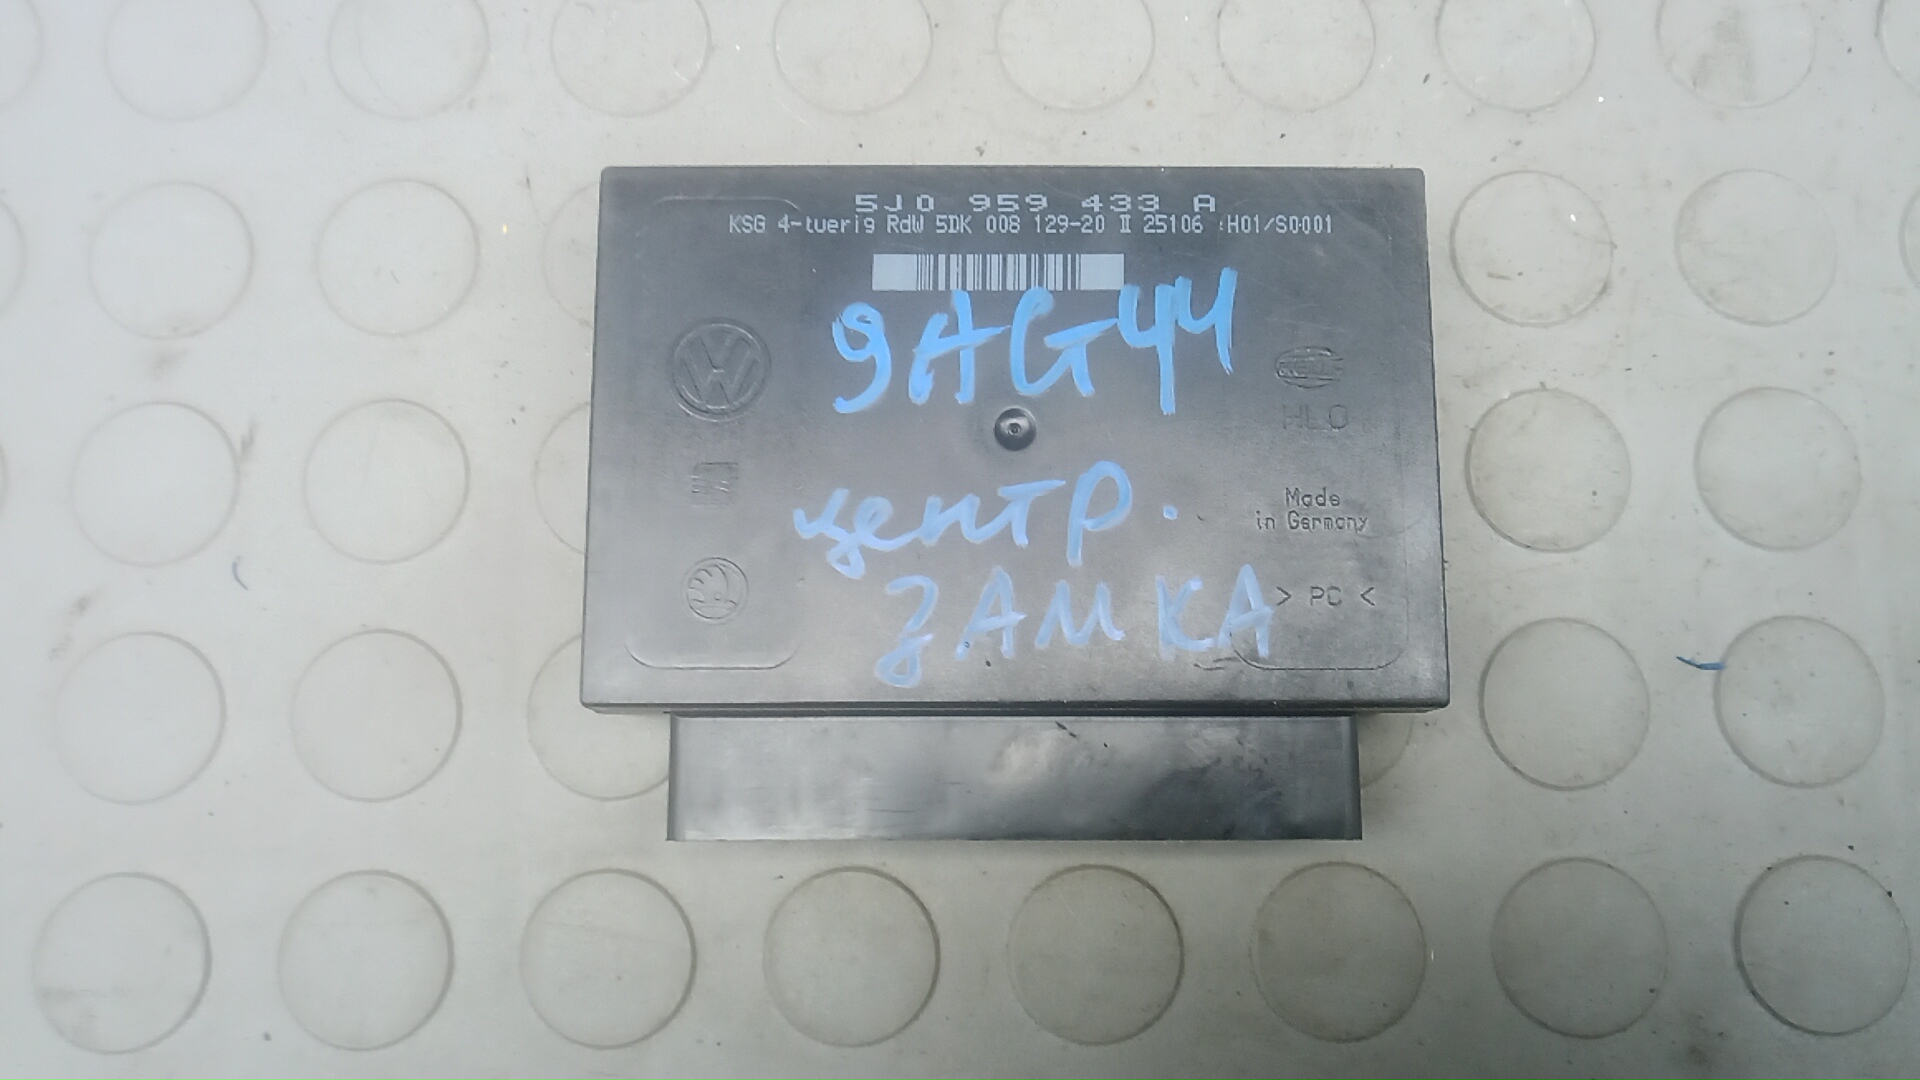 5J0 959 433 A
KSG 4-tuerig RdW 5DK 008 129-20 II 25106 :H01/S0001
9AG44
центр.
ЗАМКА
HLO
Made
in Germany
> PC <